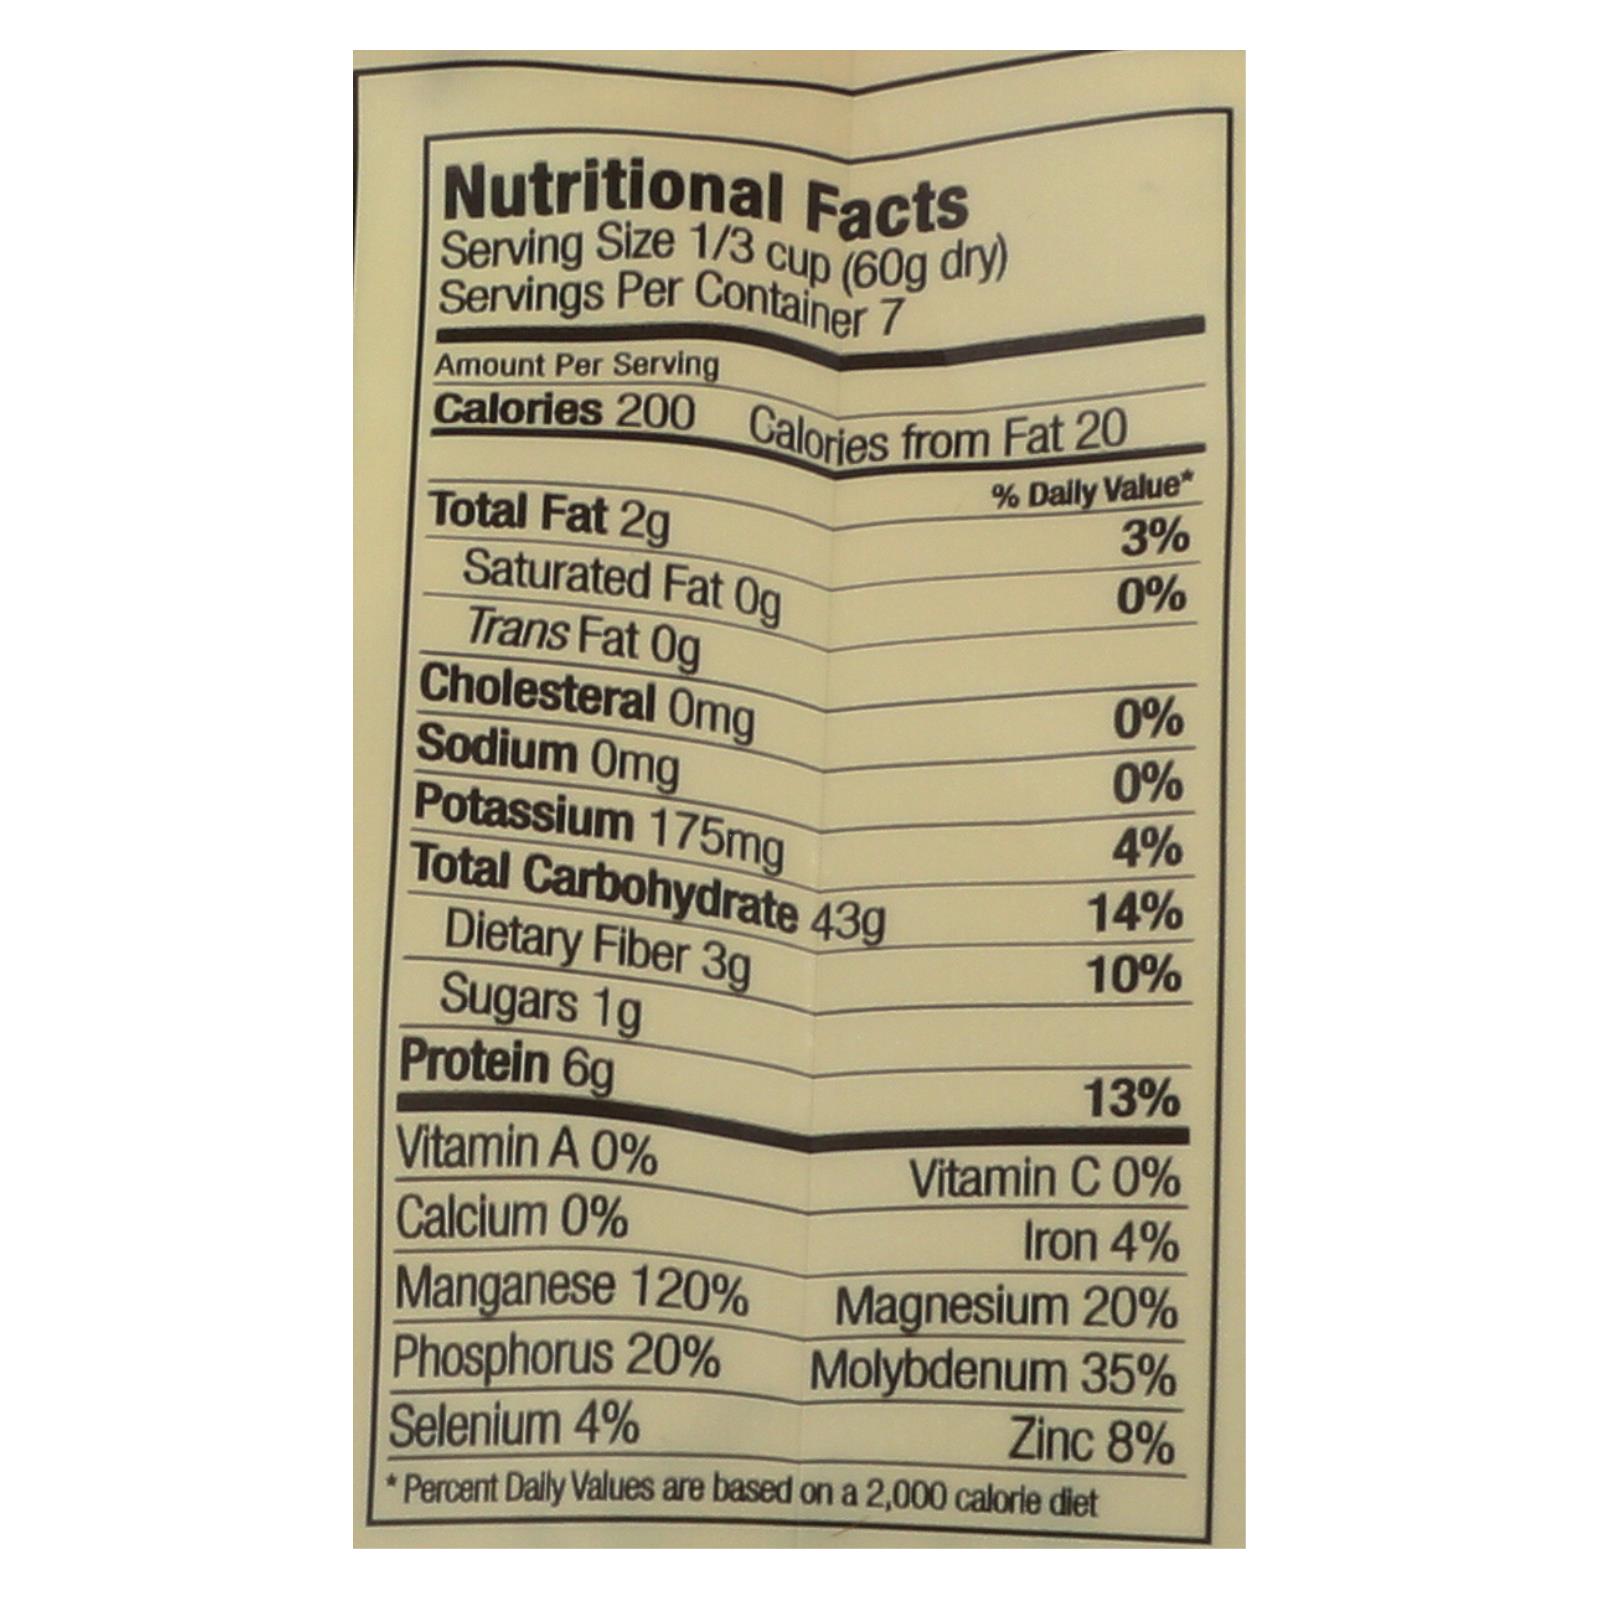 Nutritional Facts
Serving Size 1/3 cup (60g dry)
Servings Per Container 7
Amount Per Serving
Calories 200 Calories from Fat 20
% Daily Value*
Total Fat 2g 3%
Saturated Fat 0g 0%
Trans Fat 0g
Cholesteral 0mg 0%
Sodium 0mg 0%
Potassium 175mg 4%
Total Carbohydrate 43g 14%
Dietary Fiber 3g 10%
Sugars 1g
Protein 6g 13%
Vitamin A 0% Vitamin C 0%
Calcium 0% Iron 4%
Manganese 120% Magnesium 20%
Phosphorus 20% Molybdenum 35%
Selenium 4% Zinc 8%
* Percent Daily Values are based on a 2,000 calorie diet